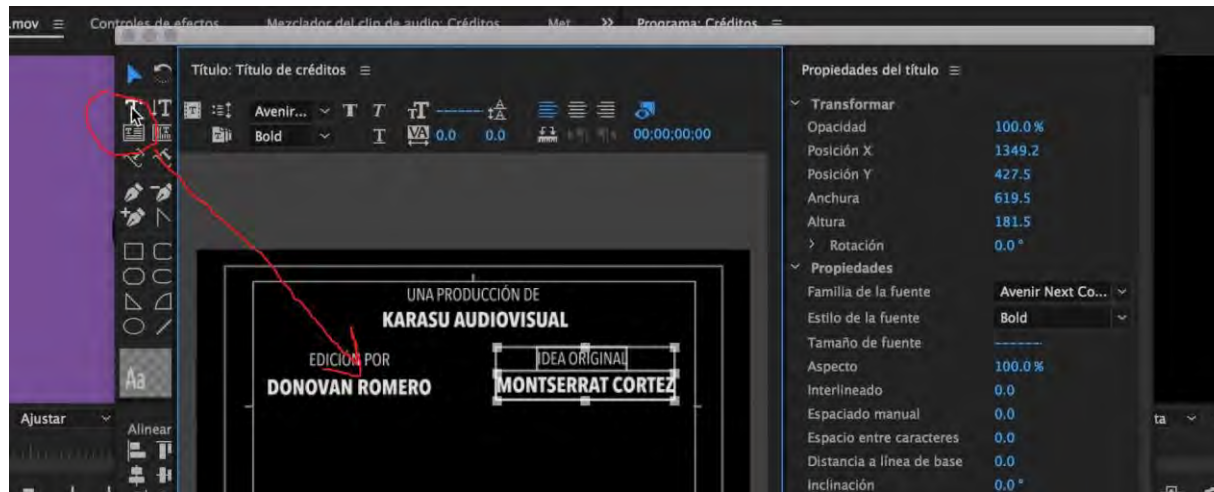 .mov Controles de efectos Mezclador del clip de audio: Créditos Met >> Programa: Créditos
Título: Título de créditos
Avenir... T T T
Bold T VA 0.0 0.0 00;00;00;00
Propiedades del título
Transformar
Opacidad 100.0 %
Posición X 1349.2
Posición Y 427.5
Anchura 619.5
Altura 181.5
Rotación 0.0 °
Propiedades
Familia de la fuente Avenir Next Co...
Estilo de la fuente Bold
Tamaño de fuente
Aspecto 100.0 %
Interlineado 0.0
Espaciado manual 0.0
Espacio entre caracteres 0.0
Distancia a línea de base 0.0
Inclinación 0.0 °
UNA PRODUCCIÓN DE
KARASU AUDIOVISUAL
EDICIÓN POR IDEA ORIGINAL
DONOVAN ROMERO MONTSERRAT CORTEZ
Aa
Ajustar
Alinear
ta